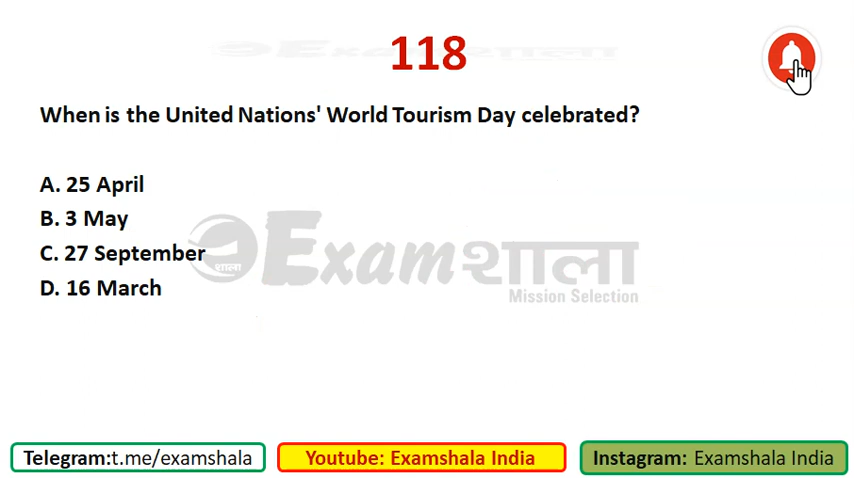 118
When is the United Nations' World Tourism Day celebrated?
A. 25 April
B. 3 May
C. 27 September
D. 16 March
Examशाला
शाला
Mission Selection
Telegram:t.me/examshala
Youtube: Examshala India
Instagram: Examshala India